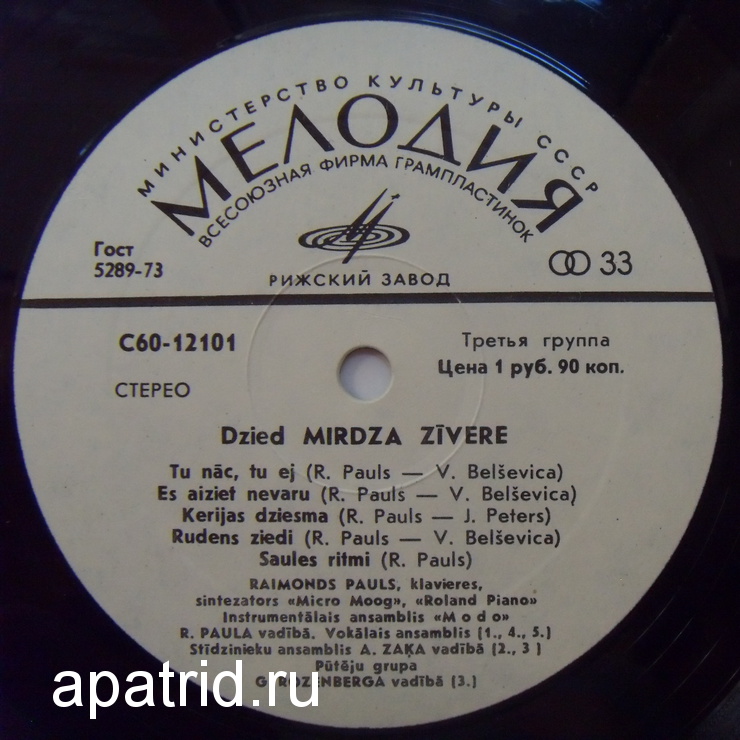 МИНИСТЕРСТВО КУЛЬТУРЫ СССР
МЕЛОДИЯ
ВСЕСОЮЗНАЯ ФИРМА ГРАМПЛАСТИНОК
Гост
5289-73
33
РИЖСКИЙ ЗАВОД
С60-12101
Третья группа
Цена 1 руб. 90 коп.
СТЕРЕО
Dzied MIRDZA ZĪVERE
Tu nāc, tu ej (R. Pauls — V. Belševica)
Es aiziet nevaru (R. Pauls — V. Belševica)
Kerijas dziesma (R. Pauls — J. Peters)
Rudens ziedi (R. Pauls — V. Belševica)
Saules ritmi (R. Pauls)
RAIMONDS PAULS, klavieres,
sintezators «Micro Moog», «Roland Piano»
Instrumentālais ansamblis «Modo»
R. PAULA vadībā. Vokālais ansamblis (1., 4., 5.)
Stīdzinieku ansamblis A. ZAĶA vadībā (2., 3 )
Pūtēju grupa
G. ROZENBERGA vadībā (3.)
apatrid.ru